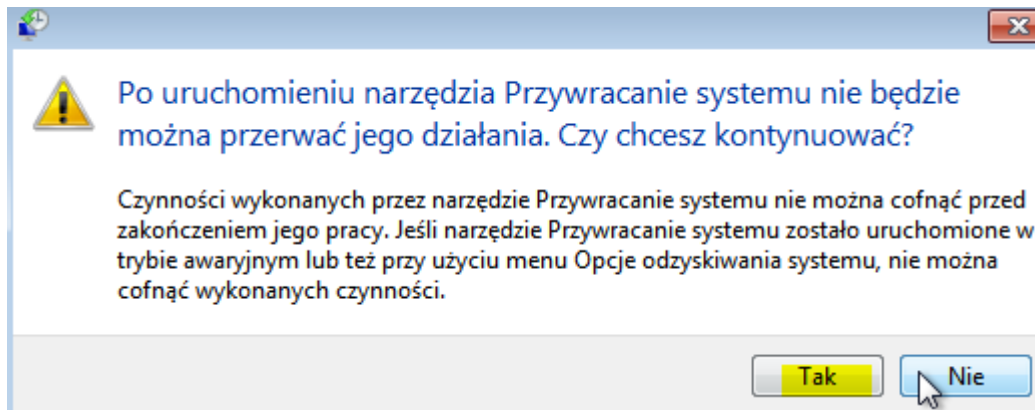 Po uruchomieniu narzędzia Przywracanie systemu nie będzie
można przerwać jego działania. Czy chcesz kontynuować?
Czynności wykonanych przez narzędzie Przywracanie systemu nie można cofnąć przed
zakończeniem jego pracy. Jeśli narzędzie Przywracanie systemu zostało uruchomione w
trybie awaryjnym lub też przy użyciu menu Opcje odzyskiwania systemu, nie można
cofnąć wykonanych czynności.
Tak Nie